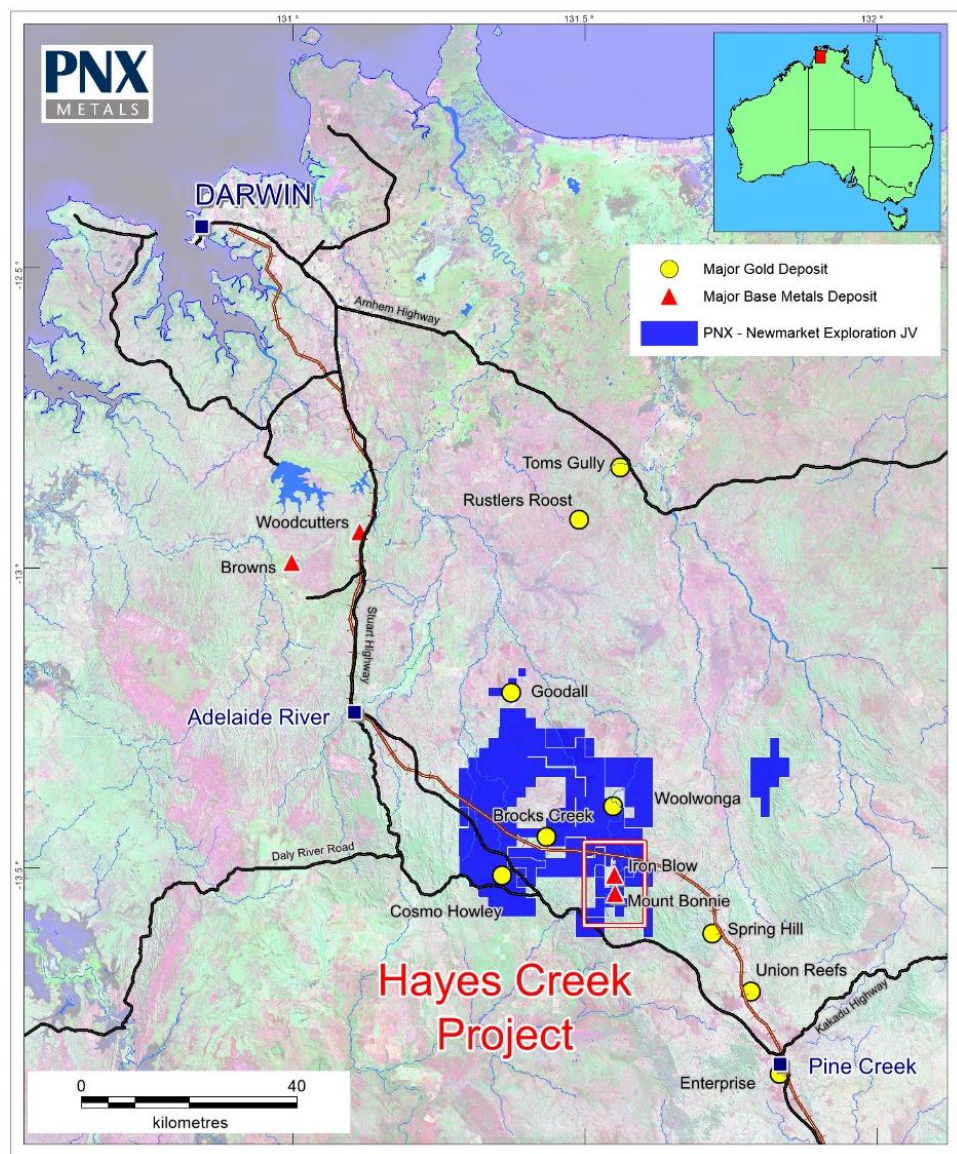 131°
131.5°
132°
PNX
METALS
DARWIN
-12.5°
Major Gold Deposit
Major Base Metals Deposit
PNX - Newmarket Exploration JV
Arnhem Highway
Toms Gully
Rustlers Roost
Woodcutters
Browns
-13°
Stuart Highway
Goodall
Adelaide River
Woolwonga
Brocks Creek
Daly River Road
-13.5°
Iron Blow
Mount Bonnie
Cosmo Howley
Spring Hill
Hayes Creek
Project
Union Reefs
Kakadu Highway
Pine Creek
Enterprise
0 40
kilometres